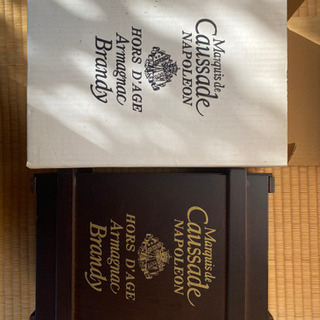 Marquis de
Caussade
NAPOLEON
HORS D'AGE
Armagnac
Brandy
Marquis de
Caussade
NAPOLEON
HORS D'AGE
Armagnac
Brandy